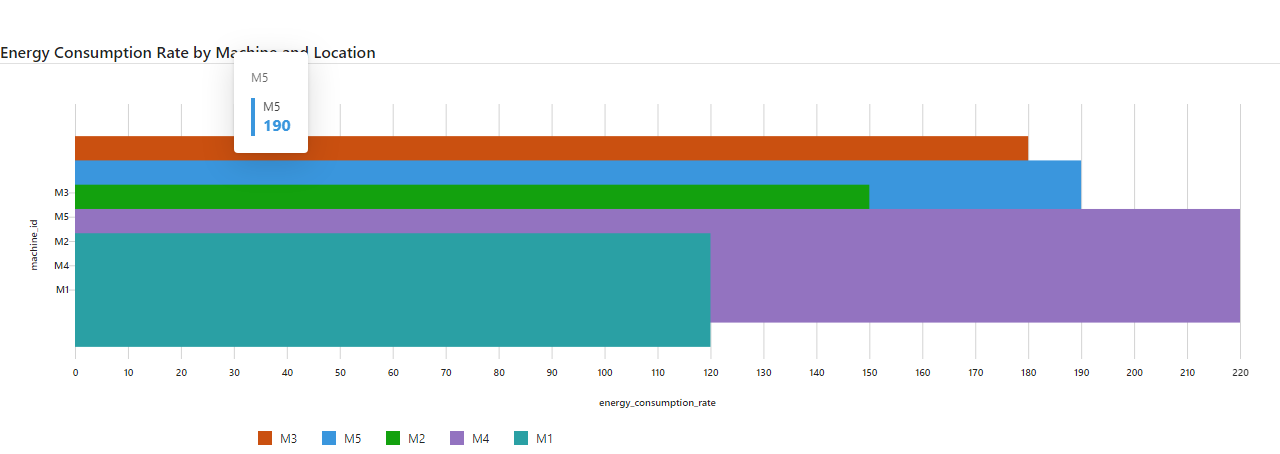 Energy Consumption Rate by Machine and Location
M5
M5
190
M3
M5
M2
M4
M1
machine_id
0 10 20 30 40 50 60 70 80 90 100 110 120 130 140 150 160 170 180 190 200 210 220
energy_consumption_rate
M3 M5 M2 M4 M1